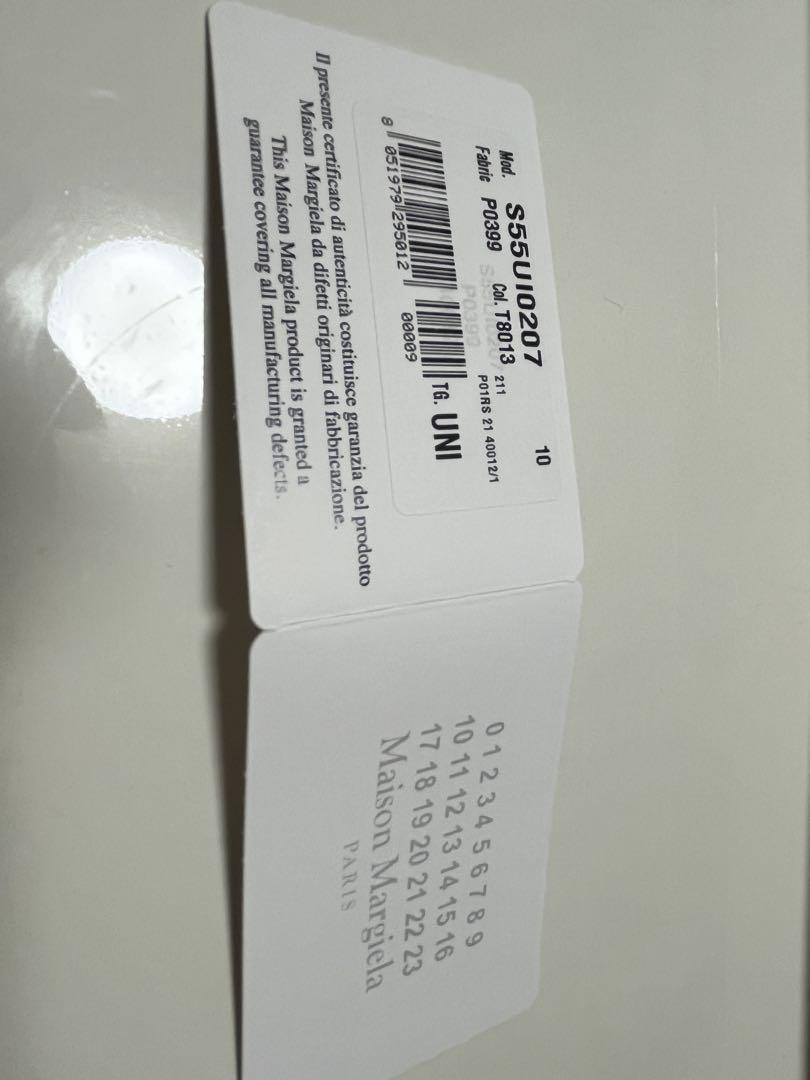 10
Mod. S55UI0207 211
Fabric P0399 Col. T8013 P01RS 21 40012/1
S55UI0207
P0399
TG. UNI
8 051979 295012 00009
Il presente certificato di autenticità costituisce garanzia del prodotto
Maison Margiela da difetti originari di fabbricazione.
This Maison Margiela product is granted a
guarantee covering all manufacturing defects.
0 1 2 3 4 5 6 7 8 9
10 11 12 13 14 15 16
17 18 19 20 21 22 23
Maison Margiela
PARIS